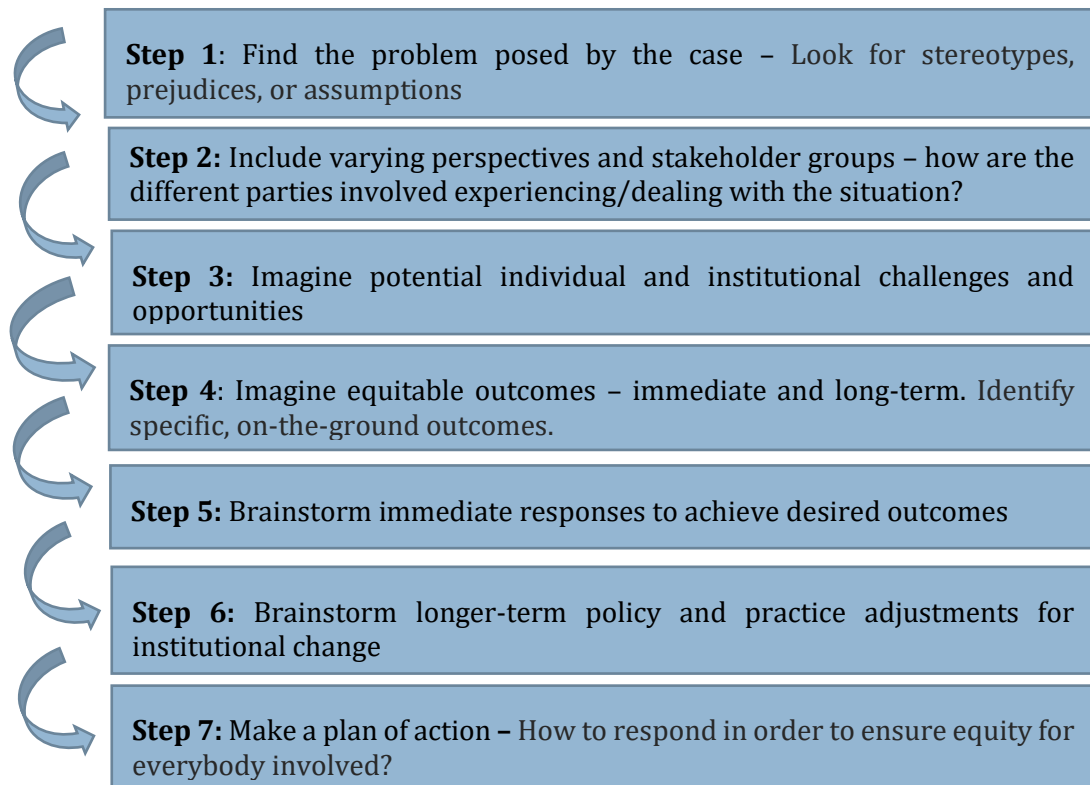 Step 1: Find the problem posed by the case – Look for stereotypes,
prejudices, or assumptions
Step 2: Include varying perspectives and stakeholder groups – how are the
different parties involved experiencing/dealing with the situation?
Step 3: Imagine potential individual and institutional challenges and
opportunities
Step 4: Imagine equitable outcomes – immediate and long-term. Identify
specific, on-the-ground outcomes.
Step 5: Brainstorm immediate responses to achieve desired outcomes
Step 6: Brainstorm longer-term policy and practice adjustments for
institutional change
Step 7: Make a plan of action – How to respond in order to ensure equity for
everybody involved?